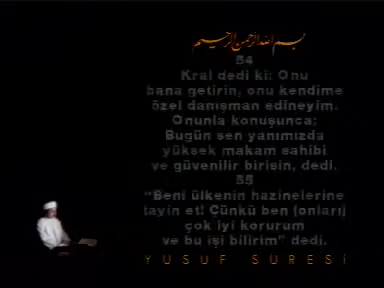 بسم الله الرحمن الرحيم
54
Kral dedi ki: Onu
bana getirin, onu kendime
özel danışman edineyim.
Onunla konuşunca;
Bugün sen yanımızda
yüksek makam sahibi
ve güvenilir birisin, dedi.
55
“Beni ülkenin hazinelerine
tayin et! Çünkü ben (onları)
çok iyi korurum
ve bu işi bilirim” dedi.
YUSUF SURESİ